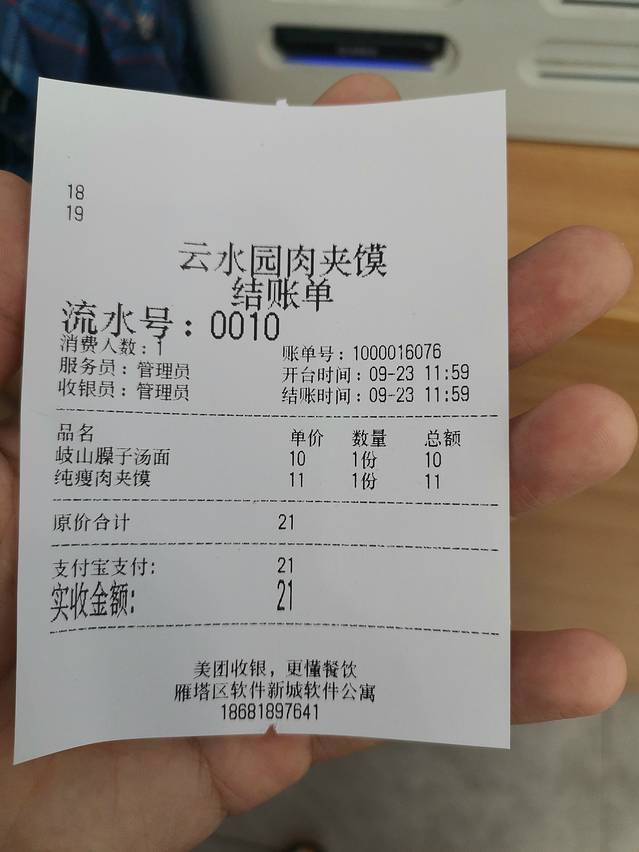 18
19
云水园肉夹馍
结账单
流水号：0010
消费人数：1 账单号：1000016076
服务员：管理员 开台时间：09-23 11:59
收银员：管理员 结账时间：09-23 11:59
品名 单价 数量 总额
岐山臊子汤面 10 1份 10
纯瘦肉夹馍 11 1份 11
原价合计 21
支付宝支付： 21
实收金额： 21
美团收银，更懂餐饮
雁塔区软件新城软件公寓
18681897641